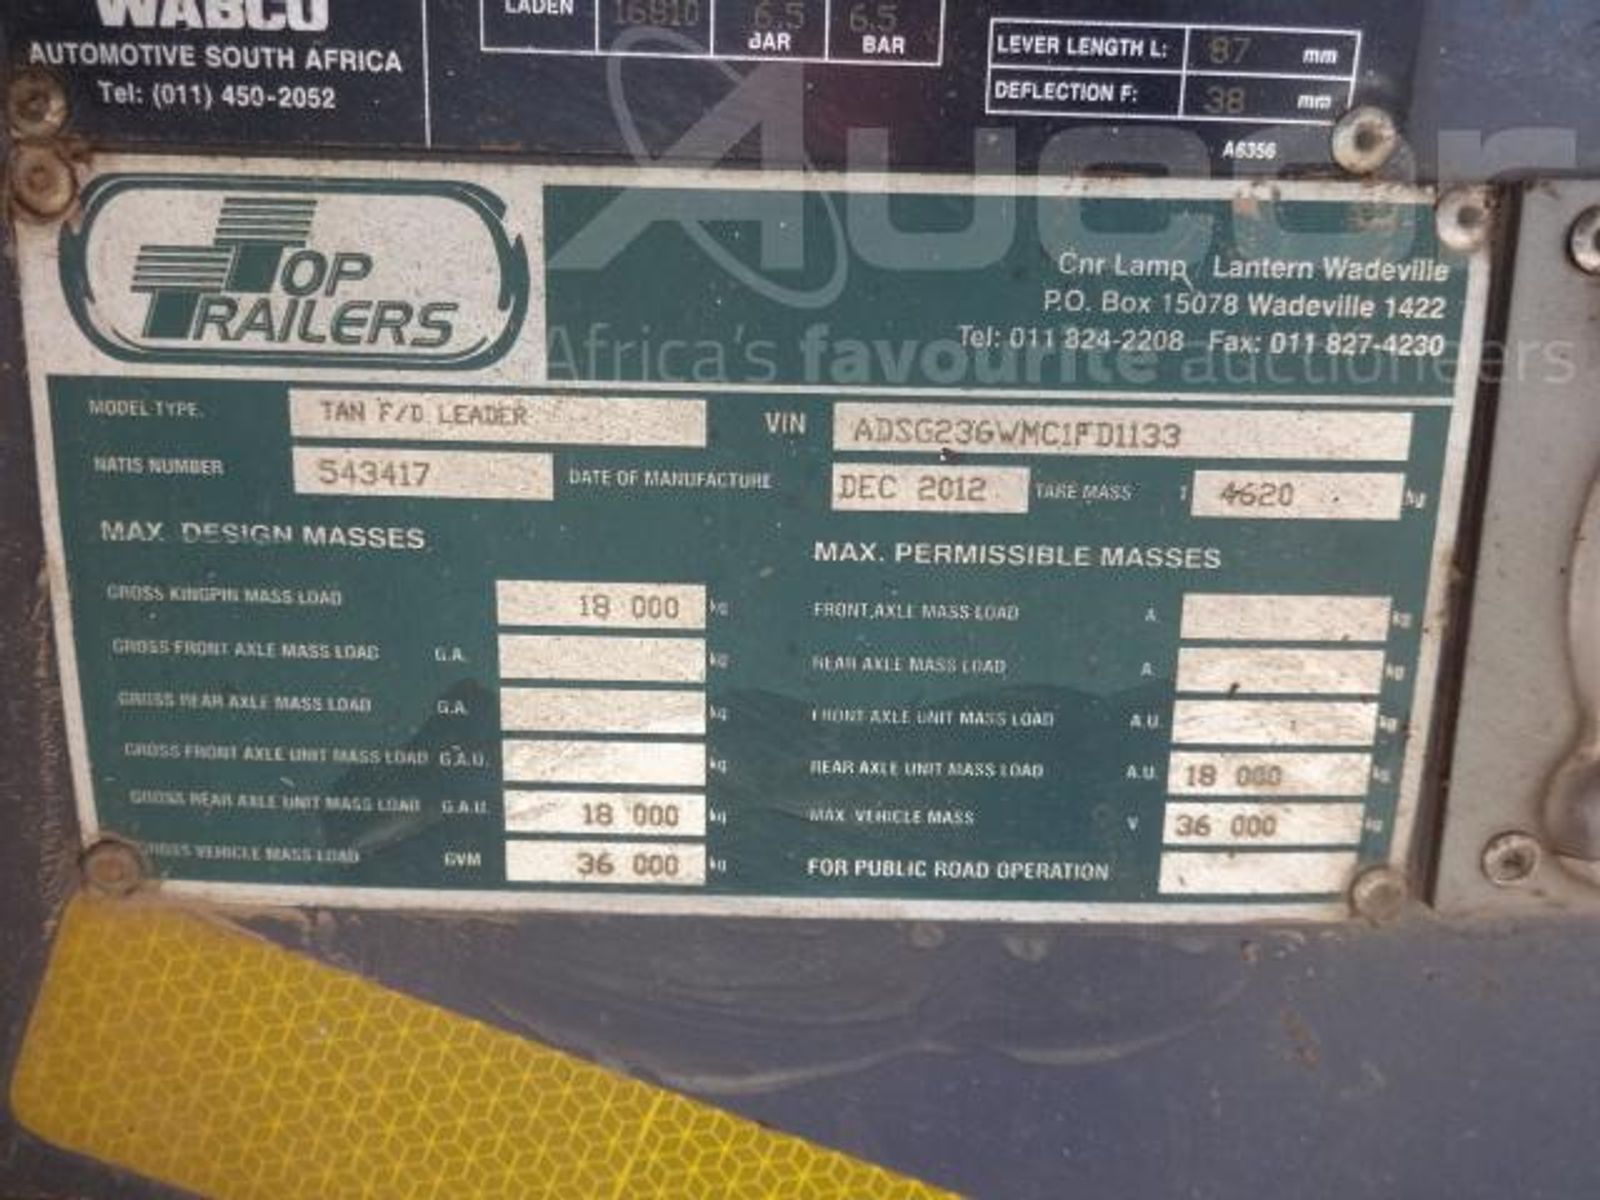 WABCO
AUTOMOTIVE SOUTH AFRICA
Tel: (011) 450-2052
LADEN 16810 6.5 BAR 6.5 BAR
LEVER LENGTH L: 87 mm
DEFLECTION F: 38 mm
A6356
Aucor
Africa's favourite auctioneers
TOP TRAILERS
Cnr Lamp / Lantern Wadeville
P.O. Box 15078 Wadeville 1422
Tel: 011 824-2208 Fax: 011 827-4230
MODEL TYPE. TAN F/D LEADER VIN ADSG236WMC1FD1133
NATIS NUMBER 543417 DATE OF MANUFACTURE DEC 2012 TARE MASS T 4620 kg
MAX. DESIGN MASSES
GROSS KINGPIN MASS LOAD 18 000 kg
GROSS FRONT AXLE MASS LOAD G.A. kg
GROSS REAR AXLE MASS LOAD G.A. kg
GROSS FRONT AXLE UNIT MASS LOAD G.A.U. kg
GROSS REAR AXLE UNIT MASS LOAD G.A.U. 18 000 kg
GROSS VEHICLE MASS LOAD GVM 36 000 kg
MAX. PERMISSIBLE MASSES
FRONT AXLE MASS LOAD A. kg
REAR AXLE MASS LOAD A. kg
FRONT AXLE UNIT MASS LOAD A.U. kg
REAR AXLE UNIT MASS LOAD A.U. 18 000 kg
MAX. VEHICLE MASS V 36 000 kg
FOR PUBLIC ROAD OPERATION